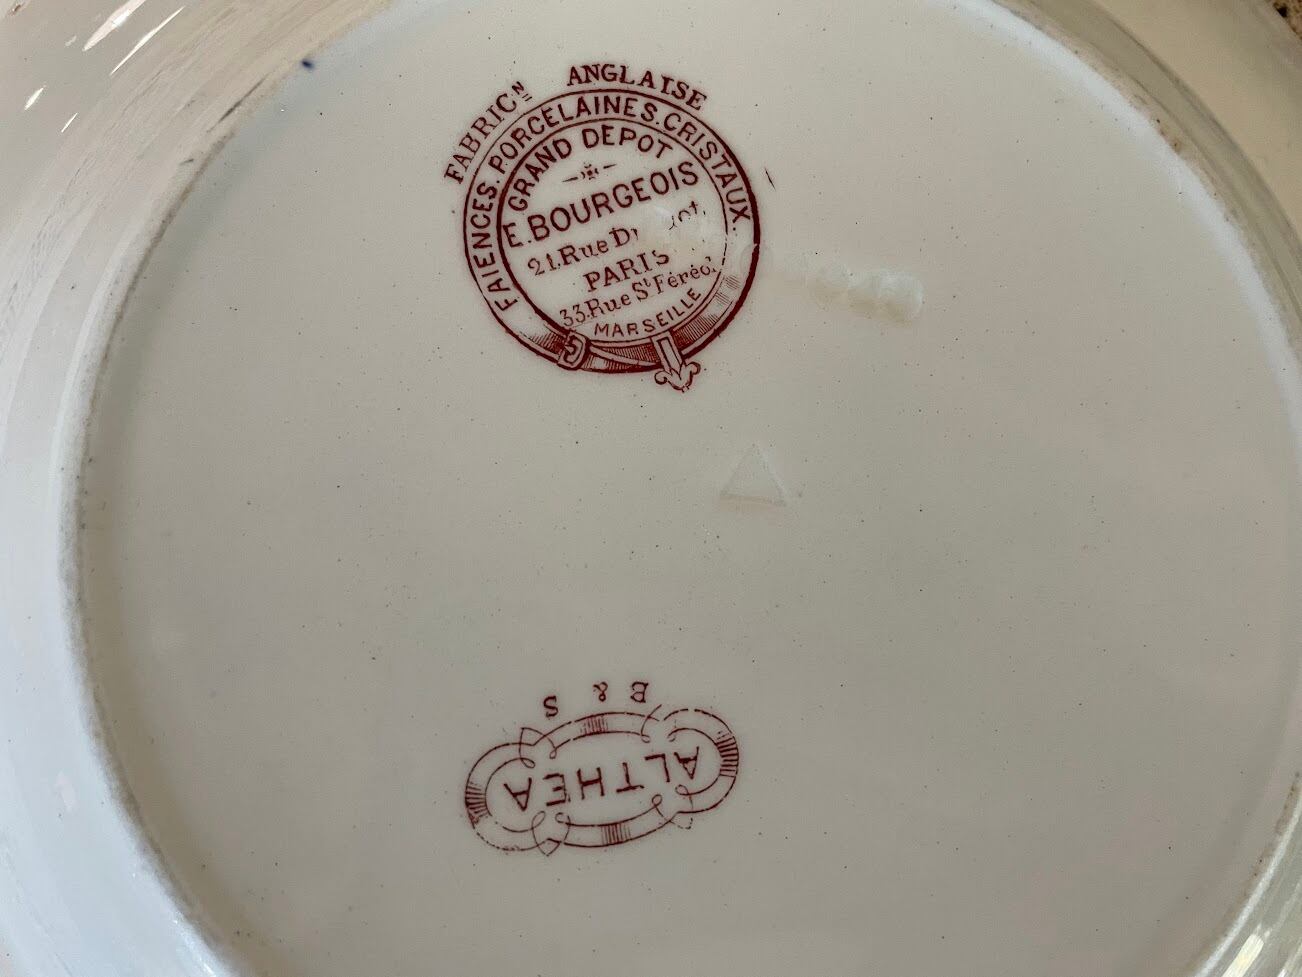 FABRICN ANGLAISE
FAIENCES. PORCELAINES. CRISTAUX.
GRAND DEPOT
E. BOURGEOIS
21. Rue
PARIS
33. Rue St Féréol
MARSEILLE
B & S
ALTHEA